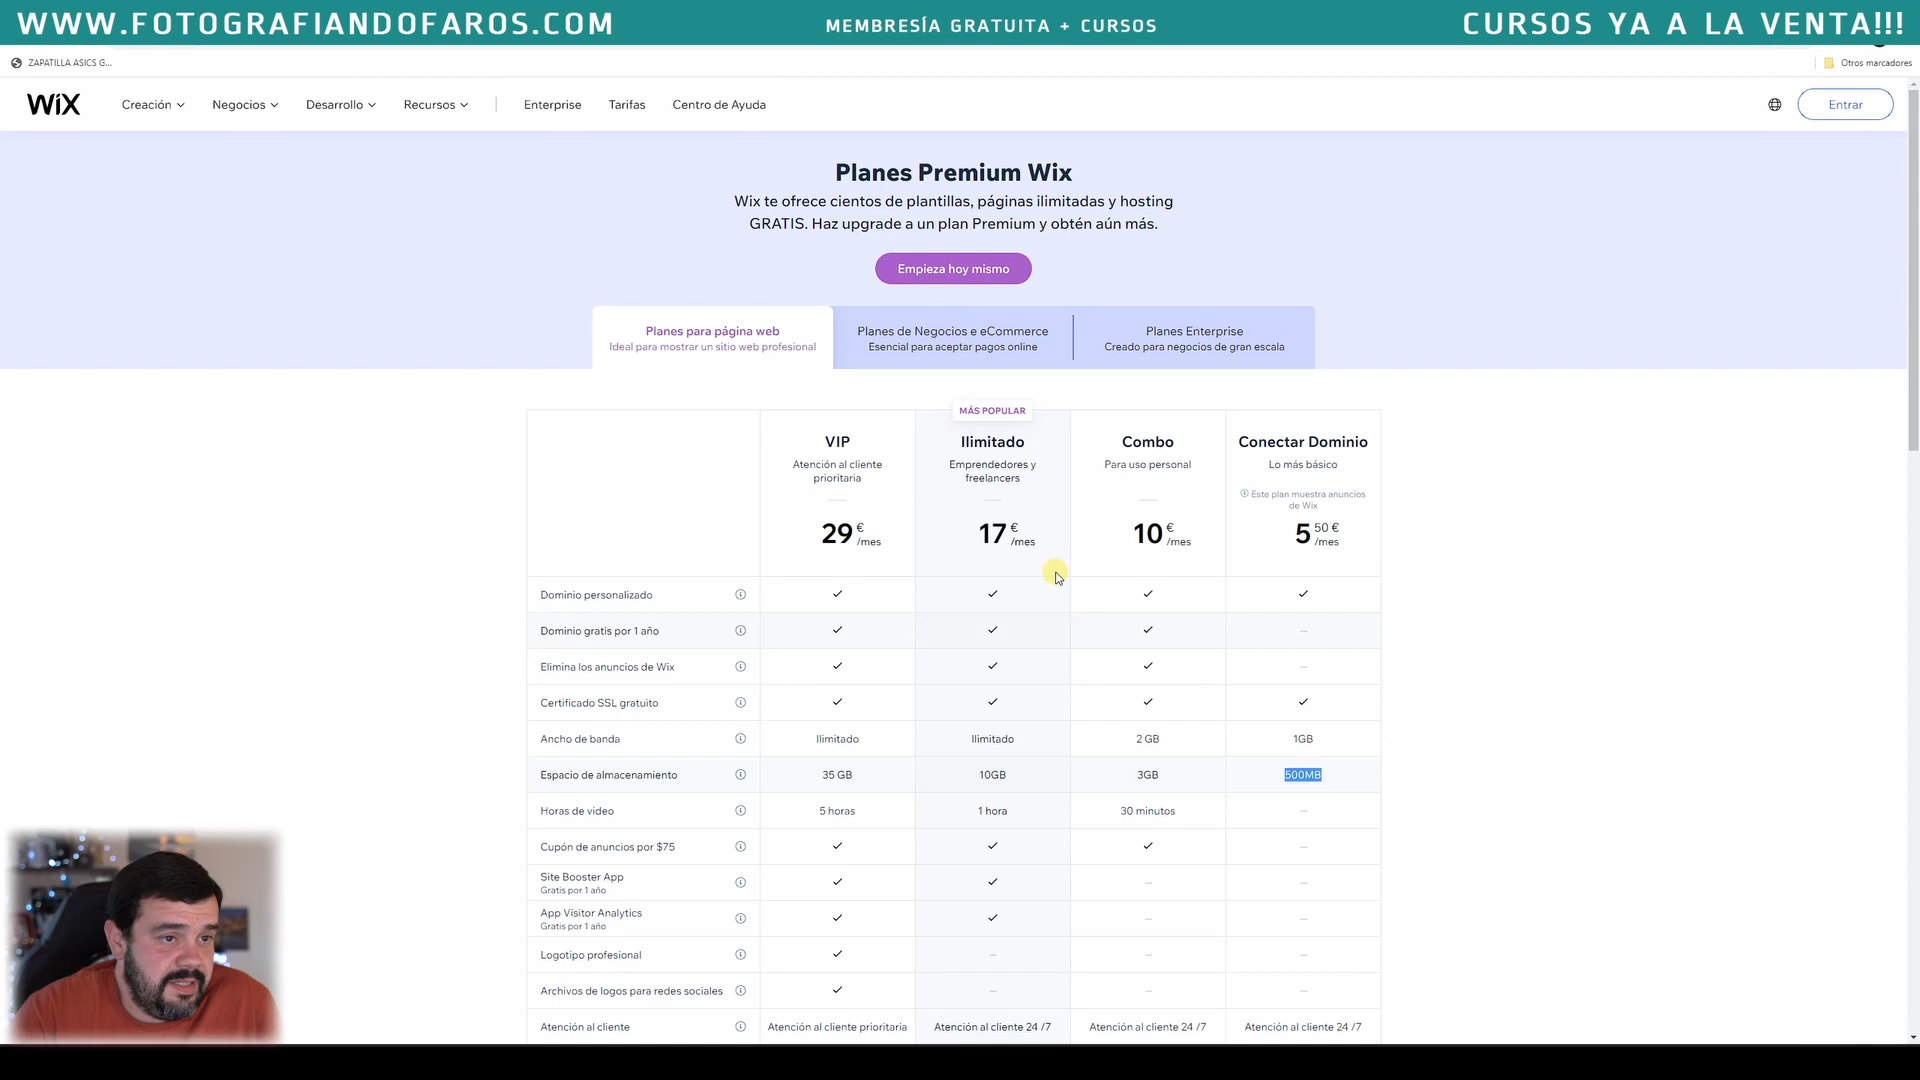 WWW.FOTOGRAFIANDOFAROS.COM
MEMBRESÍA GRATUITA + CURSOS
CURSOS YA A LA VENTA!!!
ZAPATILLA ASICS G...
Otros marcadores
WIX
Creación
Negocios
Desarrollo
Recursos
Enterprise
Tarifas
Centro de Ayuda
Entrar
Planes Premium Wix
Wix te ofrece cientos de plantillas, páginas ilimitadas y hosting
GRATIS. Haz upgrade a un plan Premium y obtén aún más.
Empieza hoy mismo
Planes para página web
Ideal para mostrar un sitio web profesional
Planes de Negocios e eCommerce
Esencial para aceptar pagos online
Planes Enterprise
Creado para negocios de gran escala
MÁS POPULAR
VIP
Atención al cliente
prioritaria
29 € /mes
Ilimitado
Emprendedores y
freelancers
17 € /mes
Combo
Para uso personal
10 € /mes
Conectar Dominio
Lo más básico
Este plan muestra anuncios
de Wix
5 50 € /mes
Dominio personalizado
Dominio gratis por 1 año
Elimina los anuncios de Wix
Certificado SSL gratuito
Ancho de banda Ilimitado Ilimitado 2 GB 1GB
Espacio de almacenamiento 35 GB 10GB 3GB 500MB
Horas de video 5 horas 1 hora 30 minutos
Cupón de anuncios por $75
Site Booster App
Gratis por 1 año
App Visitor Analytics
Gratis por 1 año
Logotipo profesional
Archivos de logos para redes sociales
Atención al cliente Atención al cliente prioritaria Atención al cliente 24 /7 Atención al cliente 24 /7 Atención al cliente 24 /7